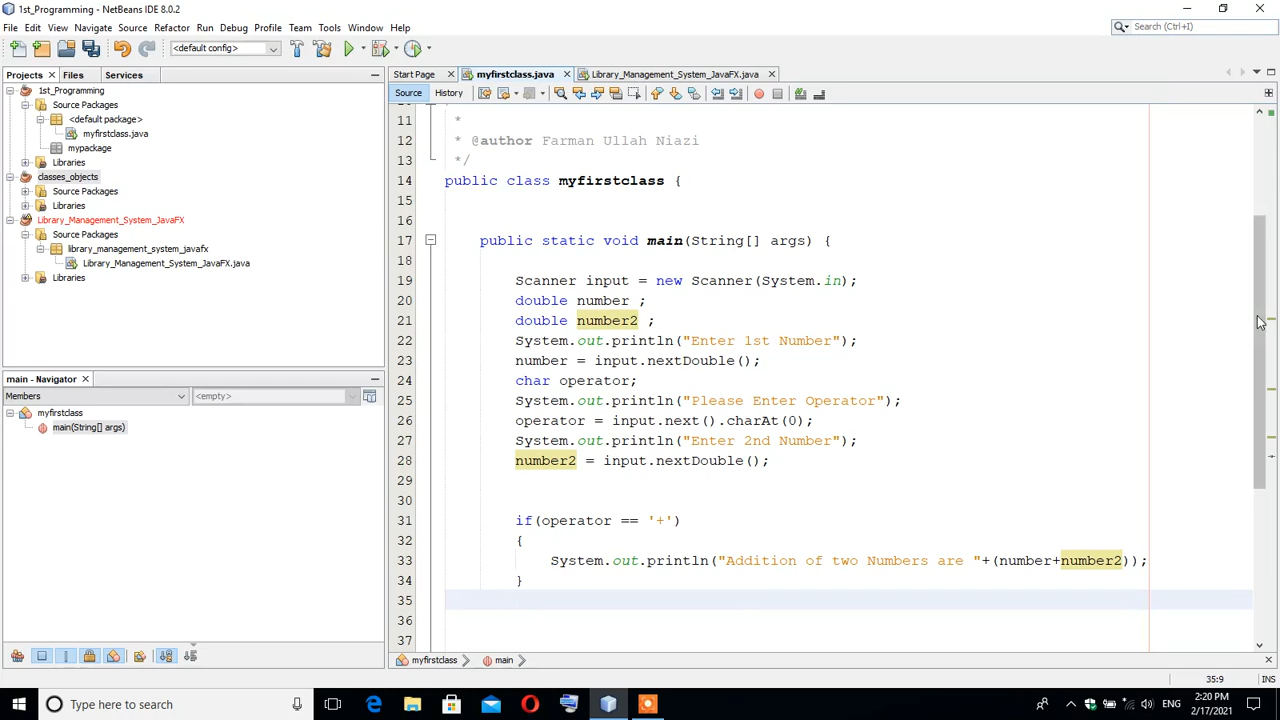 1st_Programming - NetBeans IDE 8.0.2
File Edit View Navigate Source Refactor Run Debug Profile Team Tools Window Help
Search (Ctrl+I)
<default config>
Projects Files Services
Start Page myfirstclass.java Library_Management_System_JavaFX.java
Source History
1st_Programming
Source Packages
<default package>
myfirstclass.java
mypackage
Libraries
classes_objects
Source Packages
Libraries
Library_Management_System_JavaFX
Source Packages
library_management_system_javafx
Library_Management_System_JavaFX.java
Libraries
main - Navigator
Members <empty>
myfirstclass
main(String[] args)
11 *
12 * @author Farman Ullah Niazi
13 */
14 public class myfirstclass {
15
16
17 public static void main(String[] args) {
18
19 Scanner input = new Scanner(System.in);
20 double number ;
21 double number2 ;
22 System.out.println("Enter 1st Number");
23 number = input.nextDouble();
24 char operator;
25 System.out.println("Please Enter Operator");
26 operator = input.next().charAt(0);
27 System.out.println("Enter 2nd Number");
28 number2 = input.nextDouble();
29
30
31 if(operator == '+')
32 {
33 System.out.println("Addition of two Numbers are "+(number+number2));
34 }
35
36
37
myfirstclass main
35:9 INS
Type here to search
ENG
2:20 PM
2/17/2021